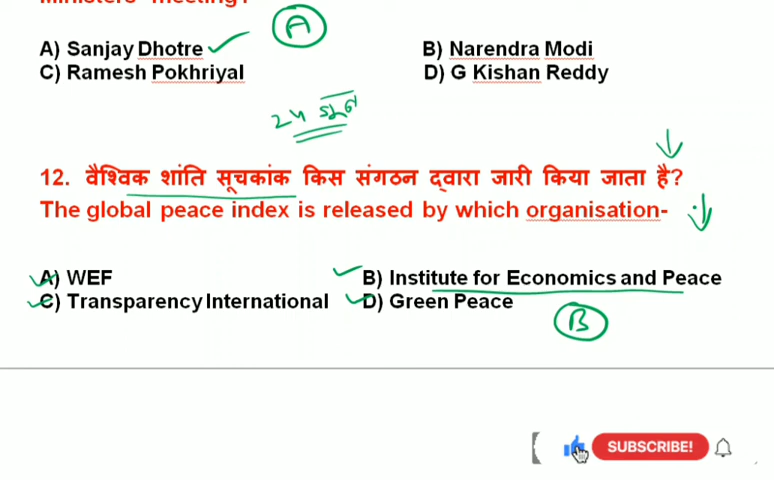 A
A) Sanjay Dhotre
B) Narendra Modi
C) Ramesh Pokhriyal
D) G Kishan Reddy
24 जून
12. वैश्विक शांति सूचकांक किस संगठन द्वारा जारी किया जाता है?
The global peace index is released by which organisation-
A) WEF
B) Institute for Economics and Peace
C) Transparency International
D) Green Peace
B
SUBSCRIBE!